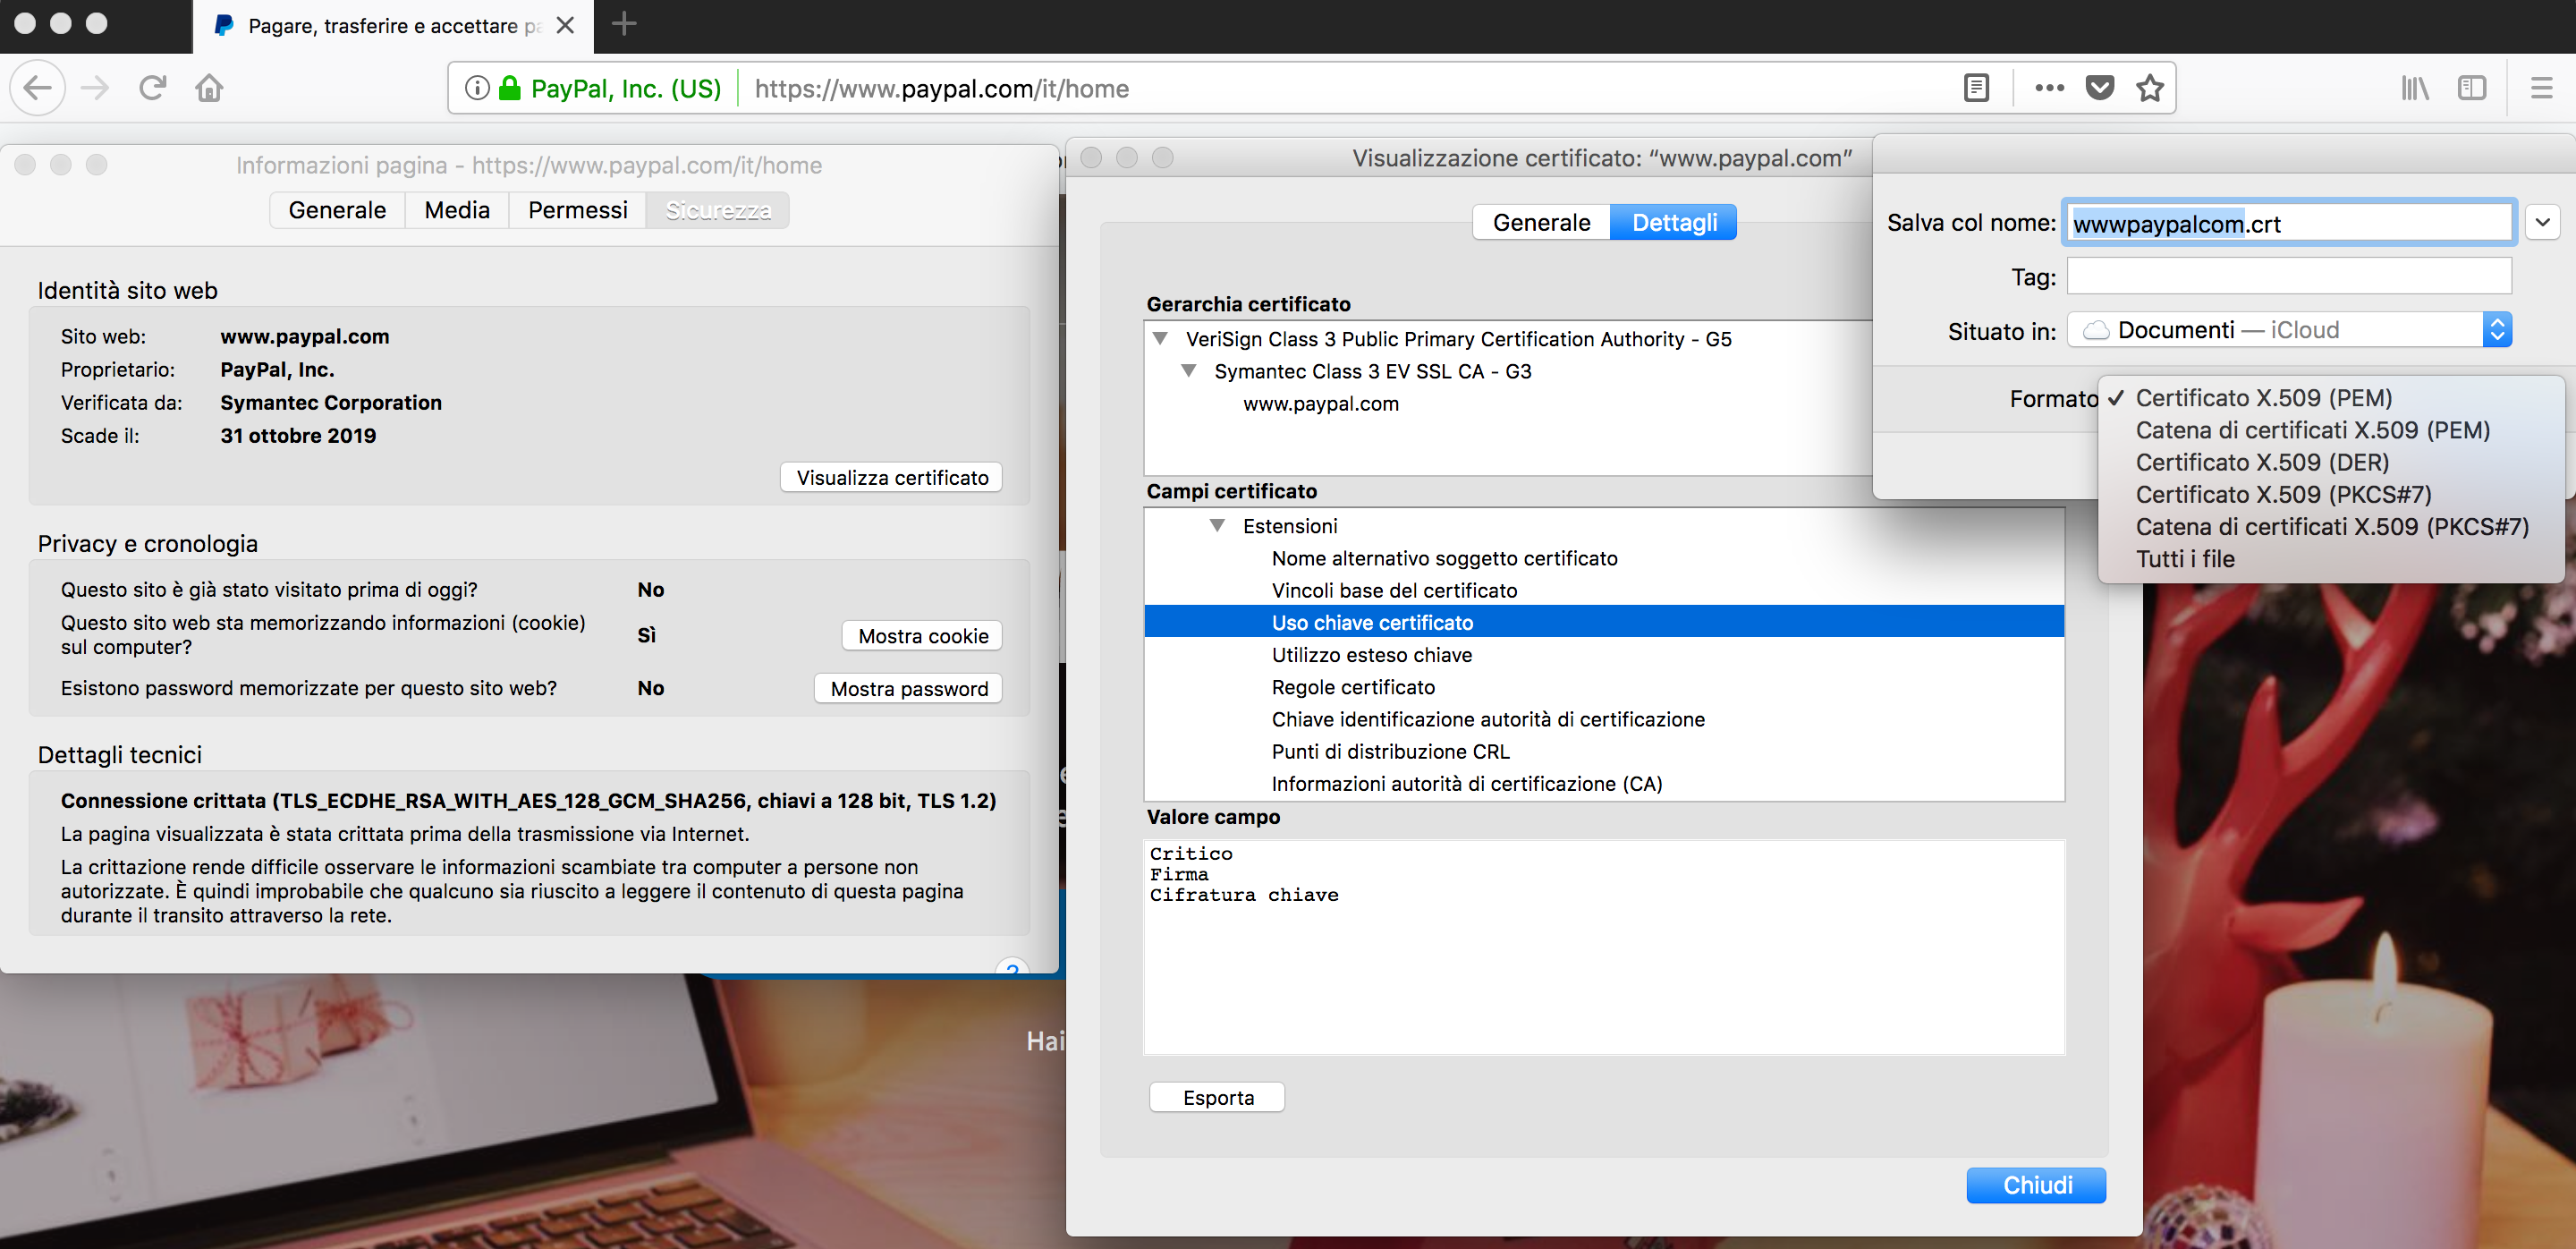 Pagare, trasferire e accettare pa
PayPal, Inc. (US)
https://www.paypal.com/it/home
Informazioni pagina - https://www.paypal.com/it/home
Generale
Media
Permessi
Sicurezza
Identità sito web
Sito web:
www.paypal.com
Proprietario:
PayPal, Inc.
Verificata da:
Symantec Corporation
Scade il:
31 ottobre 2019
Visualizza certificato
Privacy e cronologia
Questo sito è già stato visitato prima di oggi?
No
Questo sito web sta memorizzando informazioni (cookie)
sul computer?
Sì
Mostra cookie
Esistono password memorizzate per questo sito web?
No
Mostra password
Dettagli tecnici
Connessione crittata (TLS_ECDHE_RSA_WITH_AES_128_GCM_SHA256, chiavi a 128 bit, TLS 1.2)
La pagina visualizzata è stata crittata prima della trasmissione via Internet.
La crittazione rende difficile osservare le informazioni scambiate tra computer a persone non
autorizzate. È quindi improbabile che qualcuno sia riuscito a leggere il contenuto di questa pagina
durante il transito attraverso la rete.
?
Hai
Visualizzazione certificato: “www.paypal.com”
Generale
Dettagli
Gerarchia certificato
VeriSign Class 3 Public Primary Certification Authority - G5
Symantec Class 3 EV SSL CA - G3
www.paypal.com
Campi certificato
Estensioni
Nome alternativo soggetto certificato
Vincoli base del certificato
Uso chiave certificato
Utilizzo esteso chiave
Regole certificato
Chiave identificazione autorità di certificazione
Punti di distribuzione CRL
Informazioni autorità di certificazione (CA)
Valore campo
Critico
Firma
Cifratura chiave
Esporta
Chiudi
Salva col nome:
wwwpaypalcom.crt
Tag:
Situato in:
Documenti — iCloud
Formato
✓ Certificato X.509 (PEM)
Catena di certificati X.509 (PEM)
Certificato X.509 (DER)
Certificato X.509 (PKCS#7)
Catena di certificati X.509 (PKCS#7)
Tutti i file